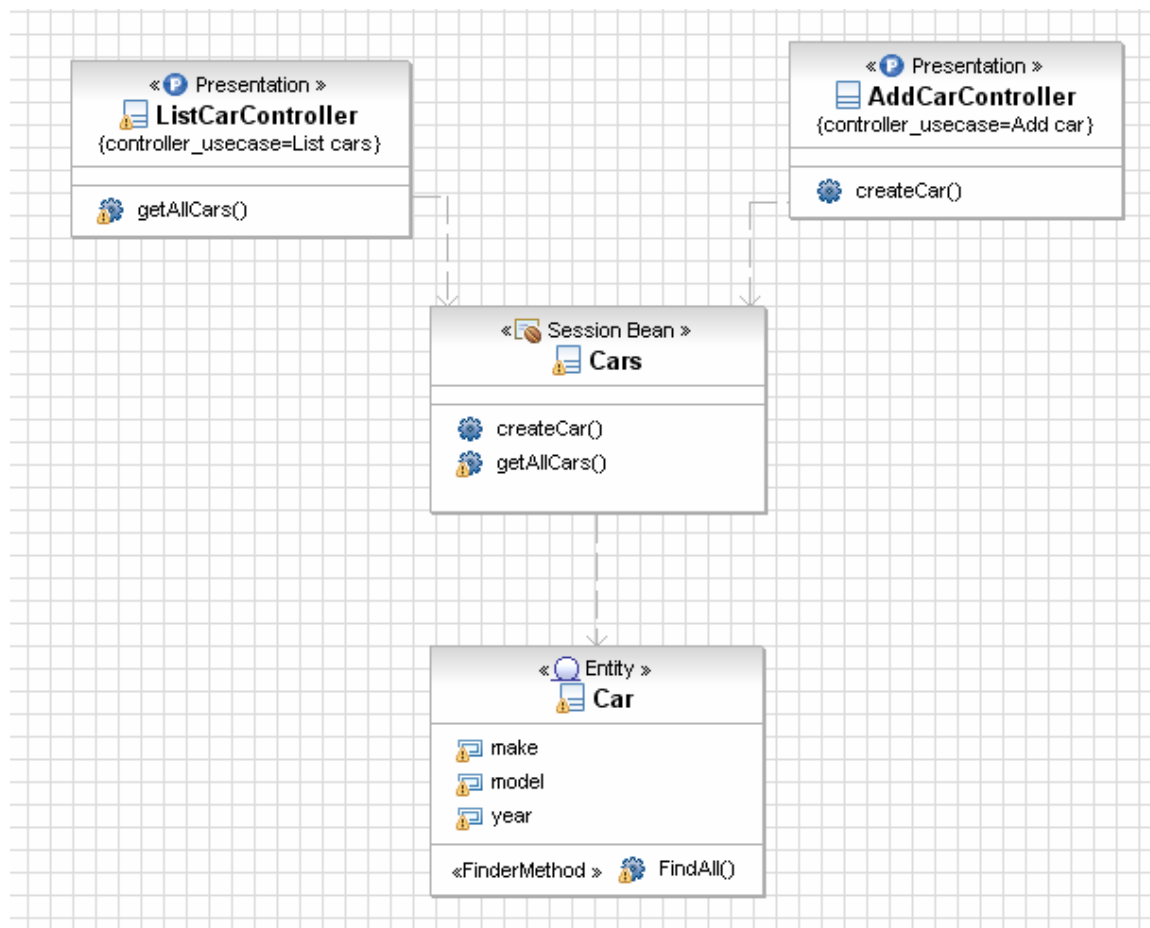 «P Presentation »
ListCarController
{controller_usecase=List cars}
getAllCars()
«P Presentation »
AddCarController
{controller_usecase=Add car}
createCar()
« Session Bean »
Cars
createCar()
getAllCars()
« Entity »
Car
make
model
year
«FinderMethod » FindAll()